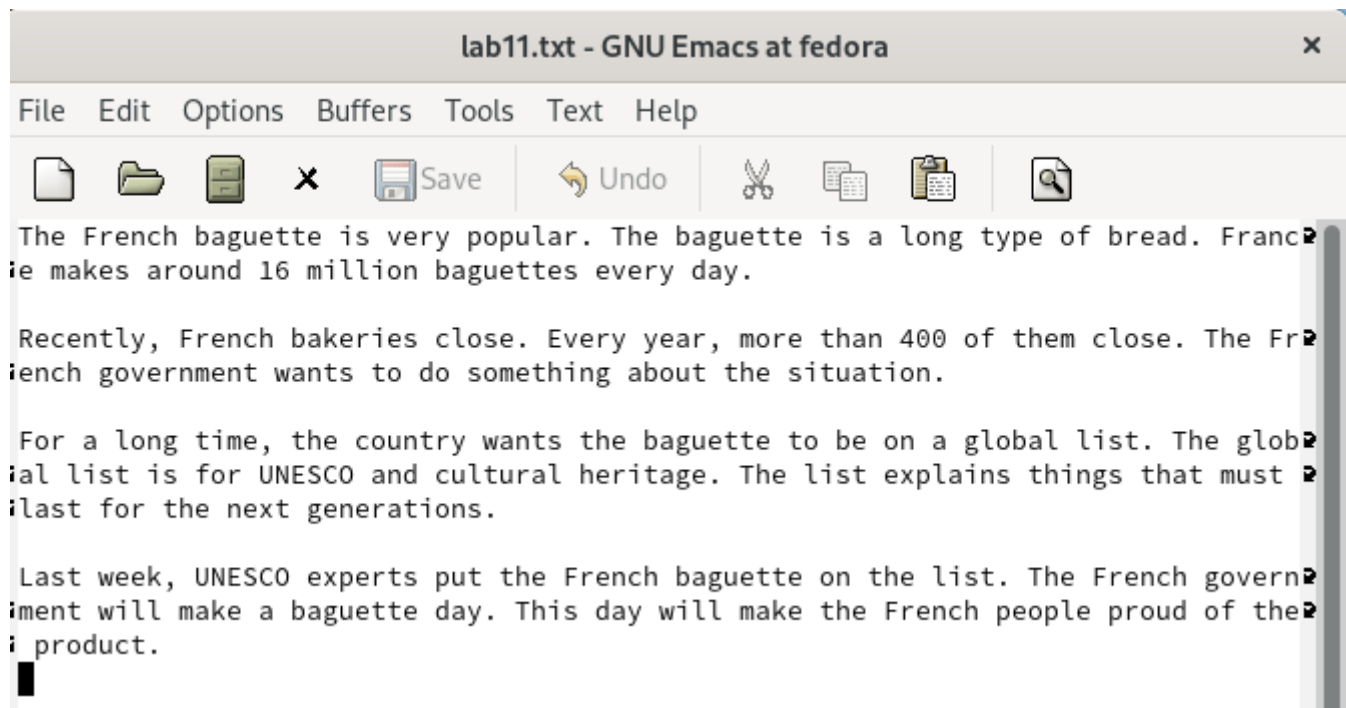 lab11.txt - GNU Emacs at fedora
File Edit Options Buffers Tools Text Help
Save Undo
The French baguette is very popular. The baguette is a long type of bread. Franc
e makes around 16 million baguettes every day.
Recently, French bakeries close. Every year, more than 400 of them close. The Fr
ench government wants to do something about the situation.
For a long time, the country wants the baguette to be on a global list. The glob
al list is for UNESCO and cultural heritage. The list explains things that must
last for the next generations.
Last week, UNESCO experts put the French baguette on the list. The French govern
ment will make a baguette day. This day will make the French people proud of the
product.